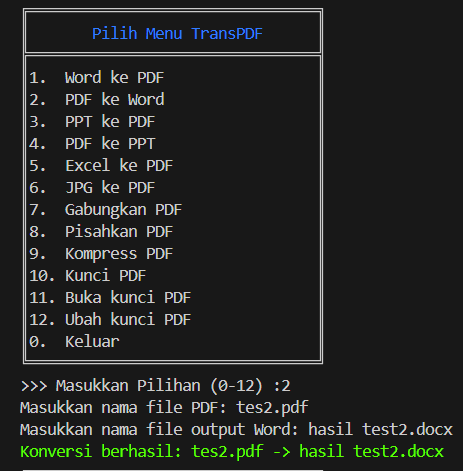 Pilih Menu TransPDF
1. Word ke PDF
2. PDF ke Word
3. PPT ke PDF
4. PDF ke PPT
5. Excel ke PDF
6. JPG ke PDF
7. Gabungkan PDF
8. Pisahkan PDF
9. Kompress PDF
10. Kunci PDF
11. Buka kunci PDF
12. Ubah kunci PDF
0. Keluar
>>> Masukkan Pilihan (0-12) :2
Masukkan nama file PDF: tes2.pdf
Masukkan nama file output Word: hasil test2.docx
Konversi berhasil: tes2.pdf -> hasil test2.docx